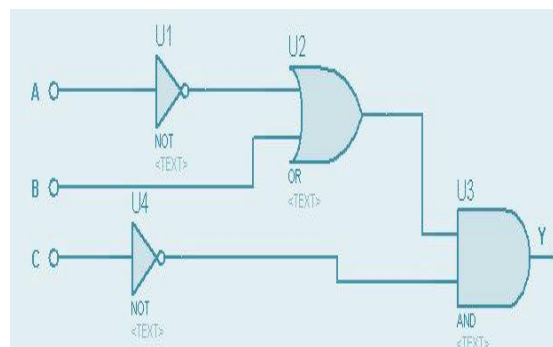 U1
U2
A
NOT
<TEXT>
OR
<TEXT>
B
U4
U3
C
Y
NOT
<TEXT>
AND
<TEXT>